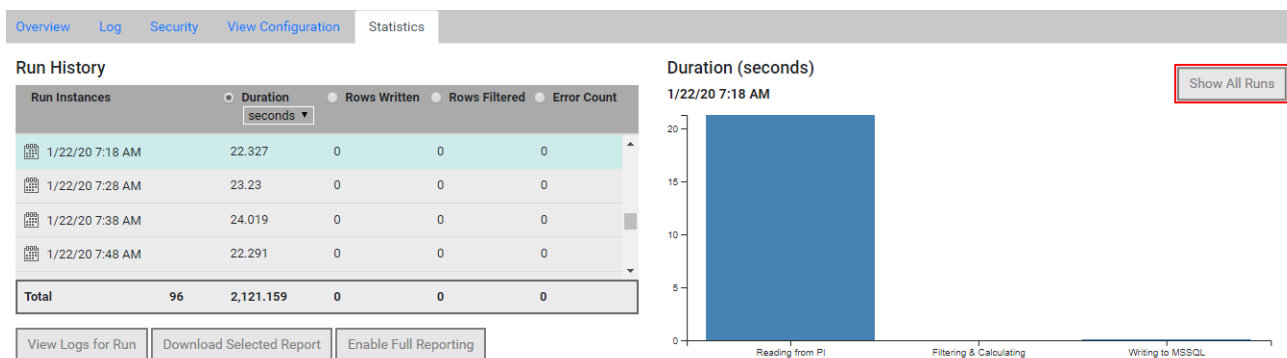 Overview Log Security View Configuration Statistics
Run History
Run Instances Duration Rows Written Rows Filtered Error Count
seconds
1/22/20 7:18 AM 22.327 0 0 0
1/22/20 7:28 AM 23.23 0 0 0
1/22/20 7:38 AM 24.019 0 0 0
1/22/20 7:48 AM 22.291 0 0 0
Total 96 2,121.159 0 0 0
View Logs for Run Download Selected Report Enable Full Reporting
Duration (seconds)
1/22/20 7:18 AM
Show All Runs
20
15
10
5
0
Reading from PI Filtering & Calculating Writing to MSSQL